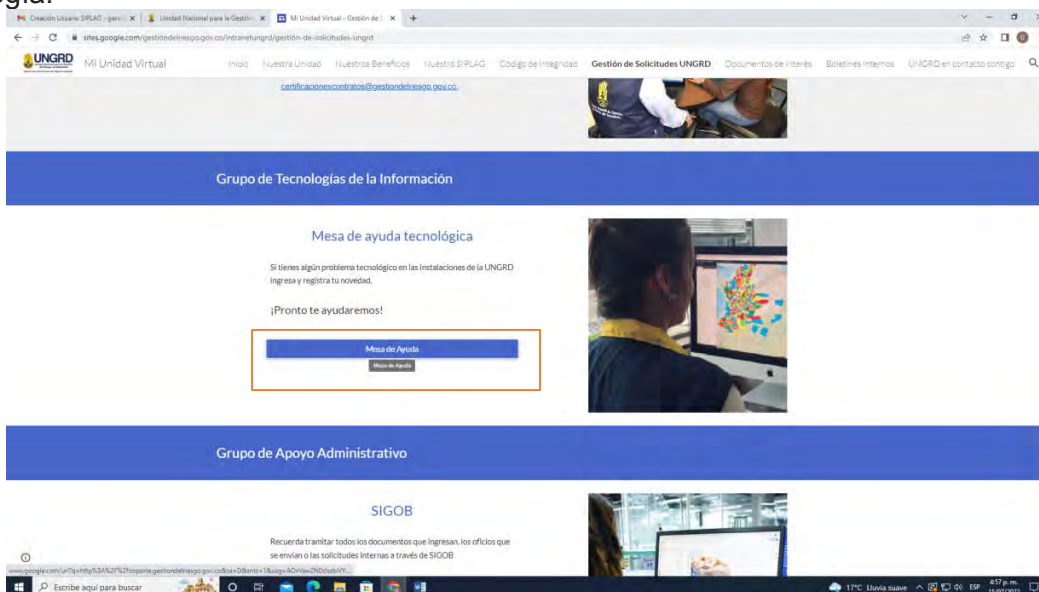 gía.
Creación Usuario SIPLAG - geren
Unidad Nacional para la Gestión
Mi Unidad Virtual - Gestión de S
sites.google.com/gestiondelriesgo.gov.co/intranetungrd/gestión-de-solicitudes-ungrd
UNGRD
Mi Unidad Virtual
Inicio Nuestra Unidad Nuestros Beneficios Nuestro SIPLAG Código de Integridad Gestión de Solicitudes UNGRD Documentos de interés Boletines Internos UNGRD en contacto contigo
certificacionescontratos@gestiondelriesgo.gov.co.
Grupo de Tecnologías de la Información
Mesa de ayuda tecnológica
Si tienes algún problema tecnológico en las instalaciones de la UNGRD
ingresa y registra tu novedad.
¡Pronto te ayudaremos!
Mesa de Ayuda
Mesa de Ayuda
Grupo de Apoyo Administrativo
SIGOB
Recuerda tramitar todos los documentos que ingresan, los oficios que
se envían o las solicitudes internas a través de SIGOB
Escribe aquí para buscar
17°C Lluvia suave
ESP
4:57 p. m.